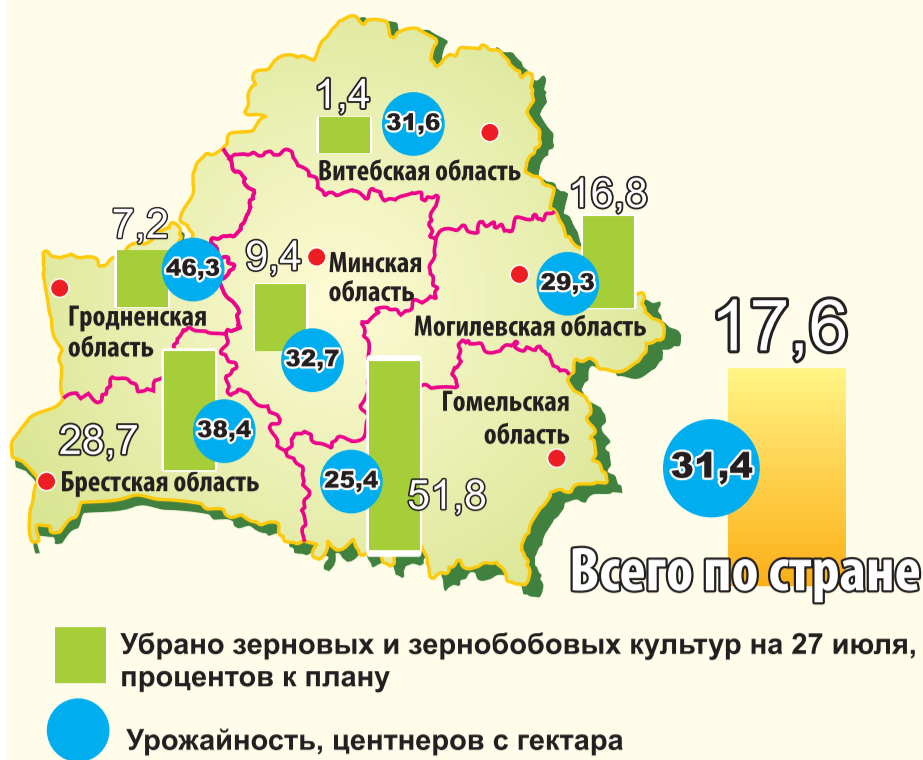 1,4
31,6
Витебская область
16,8
7,2
46,3
9,4
Минская
область
29,3
Гродненская
область
Могилевская область
17,6
32,7
Гомельская
область
28,7
38,4
Брестская область
25,4
51,8
31,4
Всего по стране
Убрано зерновых и зернобобовых культур на 27 июля,
процентов к плану
Урожайность, центнеров с гектара